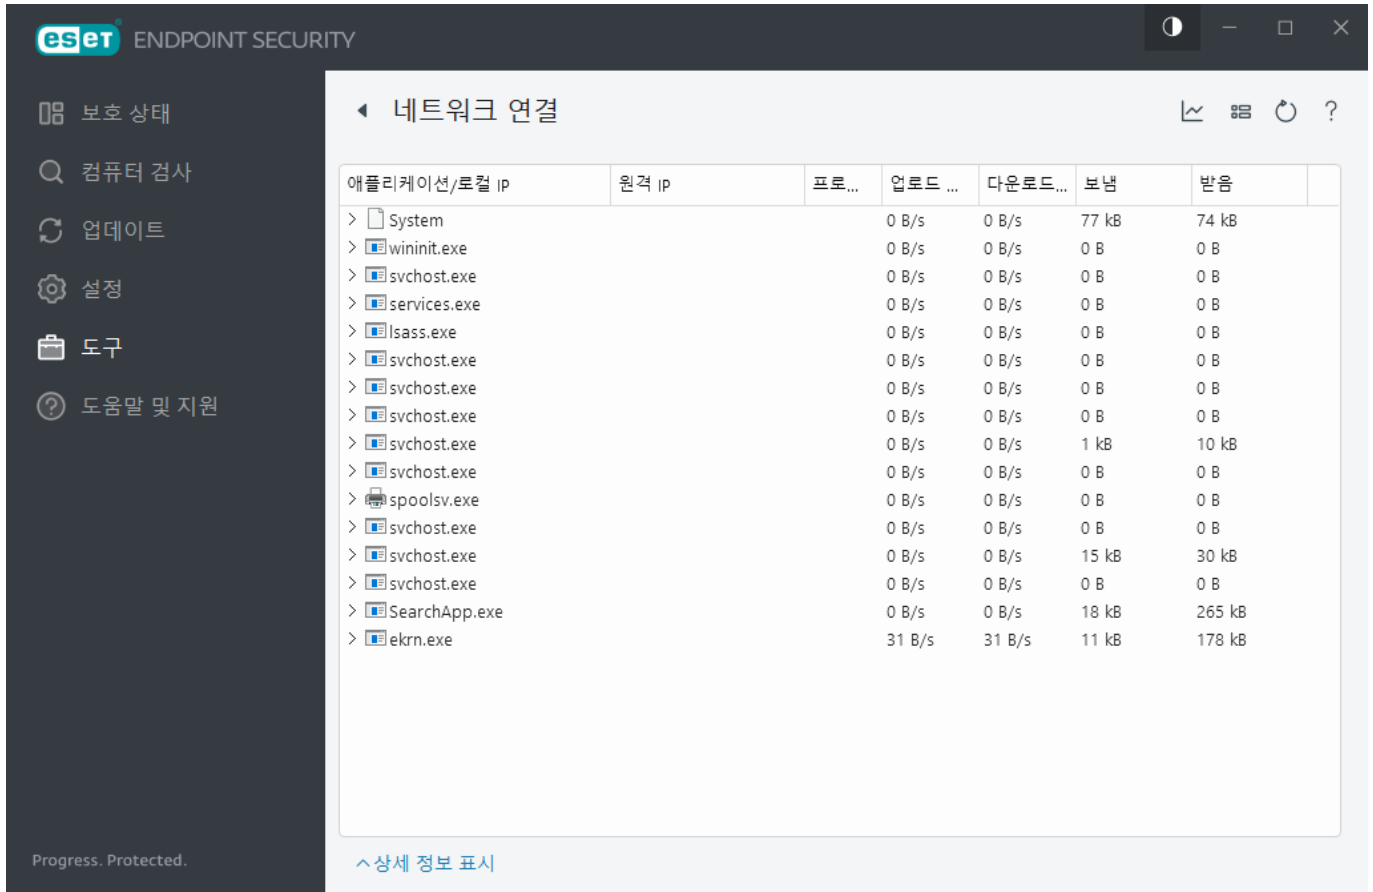 eset ENDPOINT SECURITY
보호 상태
컴퓨터 검사
업데이트
설정
도구
도움말 및 지원
Progress. Protected.
네트워크 연결
?
애플리케이션/로컬 IP 원격 IP 프로... 업로드 ... 다운로드... 보냄 받음
System 0 B/s 0 B/s 77 kB 74 kB
wininit.exe 0 B/s 0 B/s 0 B 0 B
svchost.exe 0 B/s 0 B/s 0 B 0 B
services.exe 0 B/s 0 B/s 0 B 0 B
lsass.exe 0 B/s 0 B/s 0 B 0 B
svchost.exe 0 B/s 0 B/s 0 B 0 B
svchost.exe 0 B/s 0 B/s 0 B 0 B
svchost.exe 0 B/s 0 B/s 0 B 0 B
svchost.exe 0 B/s 0 B/s 1 kB 10 kB
svchost.exe 0 B/s 0 B/s 0 B 0 B
spoolsv.exe 0 B/s 0 B/s 0 B 0 B
svchost.exe 0 B/s 0 B/s 0 B 0 B
svchost.exe 0 B/s 0 B/s 15 kB 30 kB
svchost.exe 0 B/s 0 B/s 0 B 0 B
SearchApp.exe 0 B/s 0 B/s 18 kB 265 kB
ekrn.exe 31 B/s 31 B/s 11 kB 178 kB
상세 정보 표시